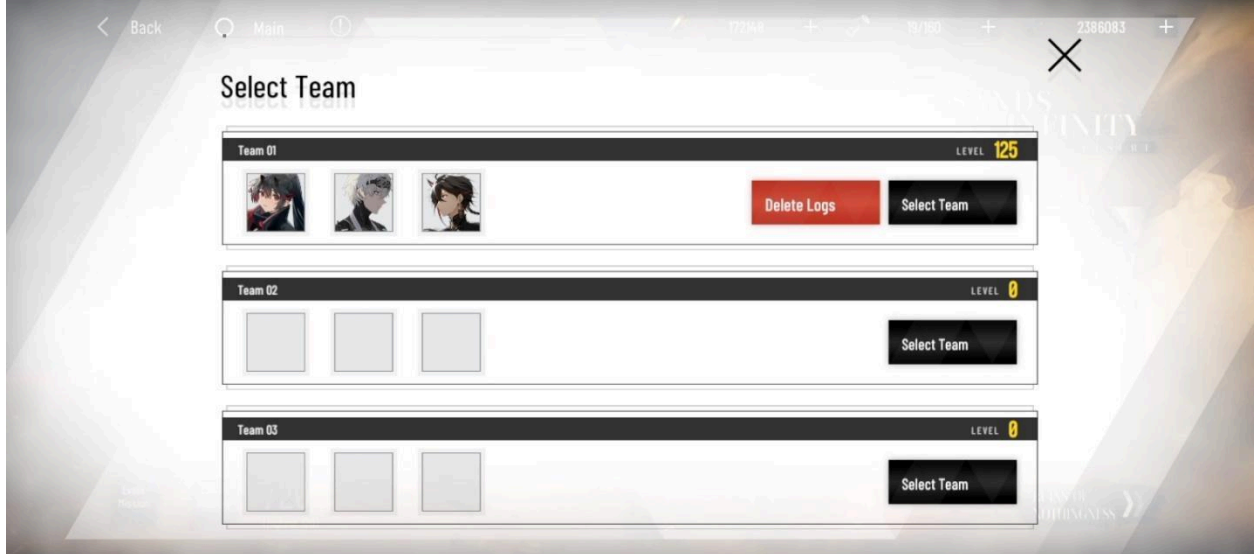 Back
Main
2386083
Select Team
Team 01
LEVEL 125
Delete Logs
Select Team
Team 02
LEVEL 0
Select Team
Team 03
LEVEL 0
Select Team